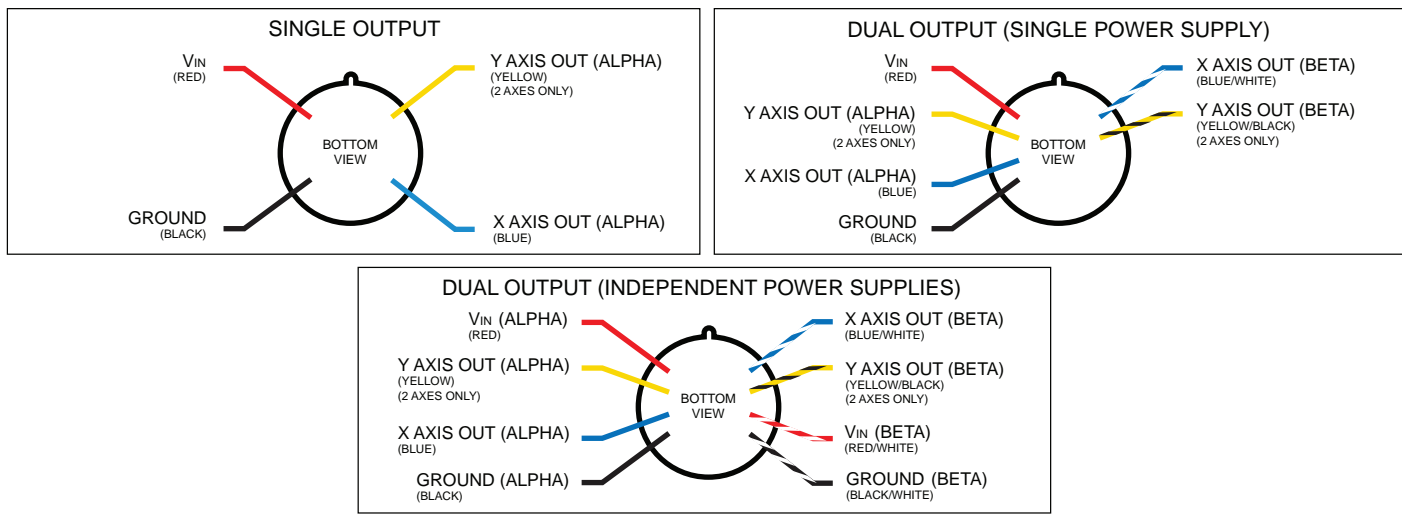 SINGLE OUTPUT
VIN
(RED)
Y AXIS OUT (ALPHA)
(YELLOW)
(2 AXES ONLY)
BOTTOM
VIEW
GROUND
(BLACK)
X AXIS OUT (ALPHA)
(BLUE)
DUAL OUTPUT (SINGLE POWER SUPPLY)
VIN
(RED)
X AXIS OUT (BETA)
(BLUE/WHITE)
Y AXIS OUT (ALPHA)
(YELLOW)
(2 AXES ONLY)
Y AXIS OUT (BETA)
(YELLOW/BLACK)
(2 AXES ONLY)
BOTTOM
VIEW
X AXIS OUT (ALPHA)
(BLUE)
GROUND
(BLACK)
DUAL OUTPUT (INDEPENDENT POWER SUPPLIES)
VIN (ALPHA)
(RED)
X AXIS OUT (BETA)
(BLUE/WHITE)
Y AXIS OUT (ALPHA)
(YELLOW)
(2 AXES ONLY)
Y AXIS OUT (BETA)
(YELLOW/BLACK)
(2 AXES ONLY)
BOTTOM
VIEW
X AXIS OUT (ALPHA)
(BLUE)
VIN (BETA)
(RED/WHITE)
GROUND (ALPHA)
(BLACK)
GROUND (BETA)
(BLACK/WHITE)